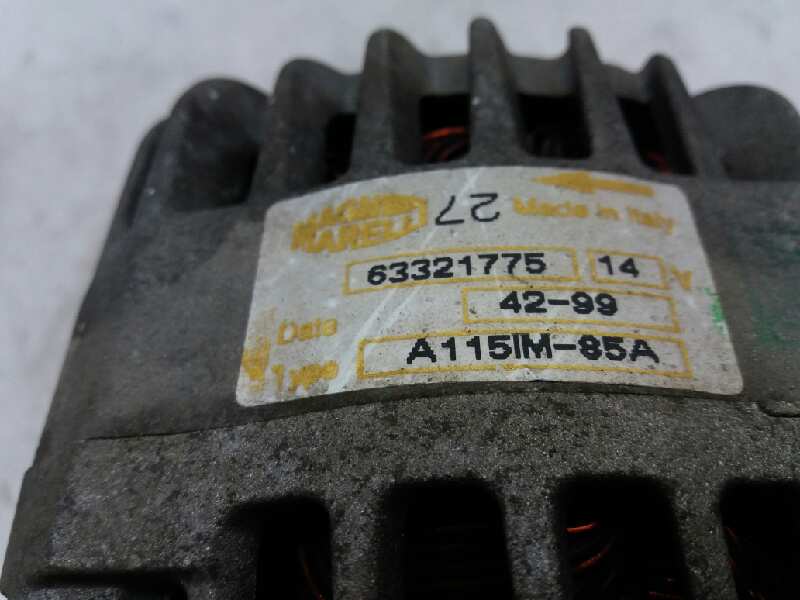 MAGNETI MARELLI 27 Made in Italy
63321775 14 V
Date 42-99
Type A115IM-85A